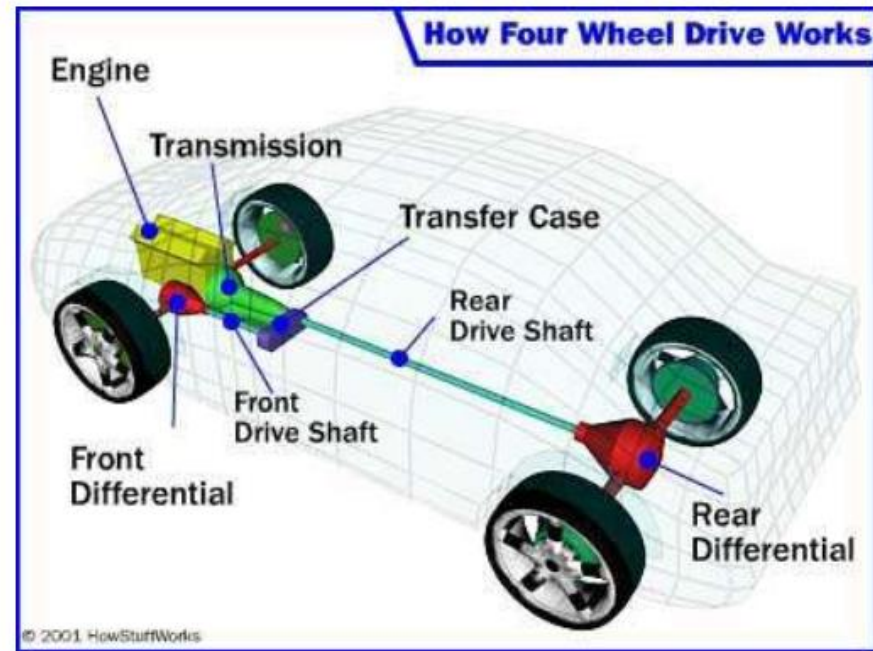 How Four Wheel Drive Works
Engine
Transmission
Transfer Case
Rear
Drive Shaft
Front
Drive Shaft
Front
Differential
Rear
Differential
© 2001 HowStuffWorks